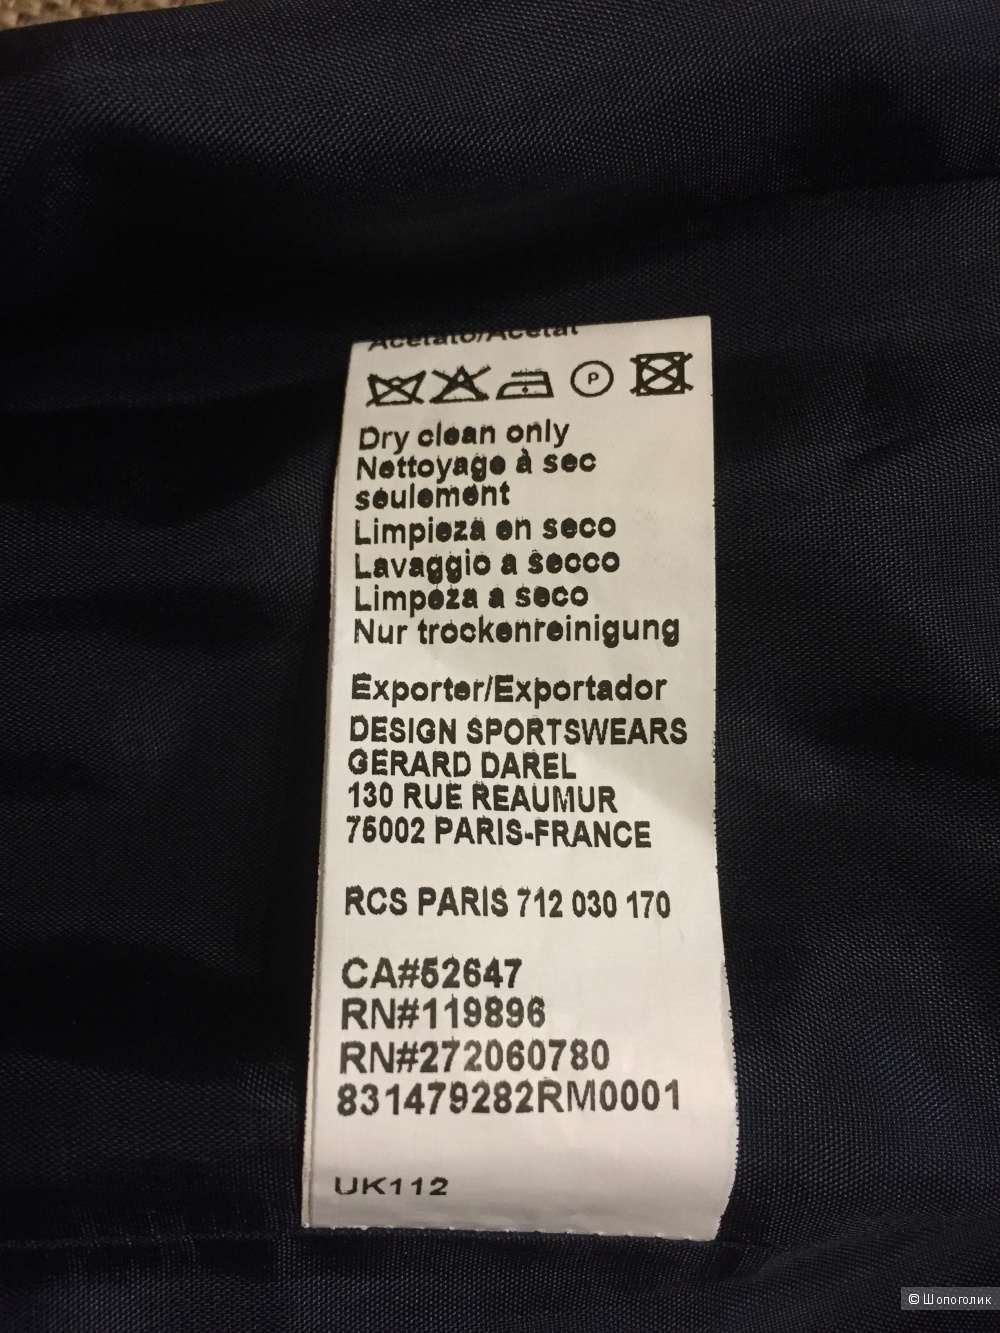 Acetato/Acetat
P
Dry clean only
Nettoyage à sec
seulement
Limpieza en seco
Lavaggio a secco
Limpeza a seco
Nur trockenreinigung
Exporter/Exportador
DESIGN SPORTSWEARS
GERARD DAREL
130 RUE REAUMUR
75002 PARIS-FRANCE
RCS PARIS 712 030 170
CA#52647
RN#119896
RN#272060780
831479282RM0001
UK112
© Шопоголик